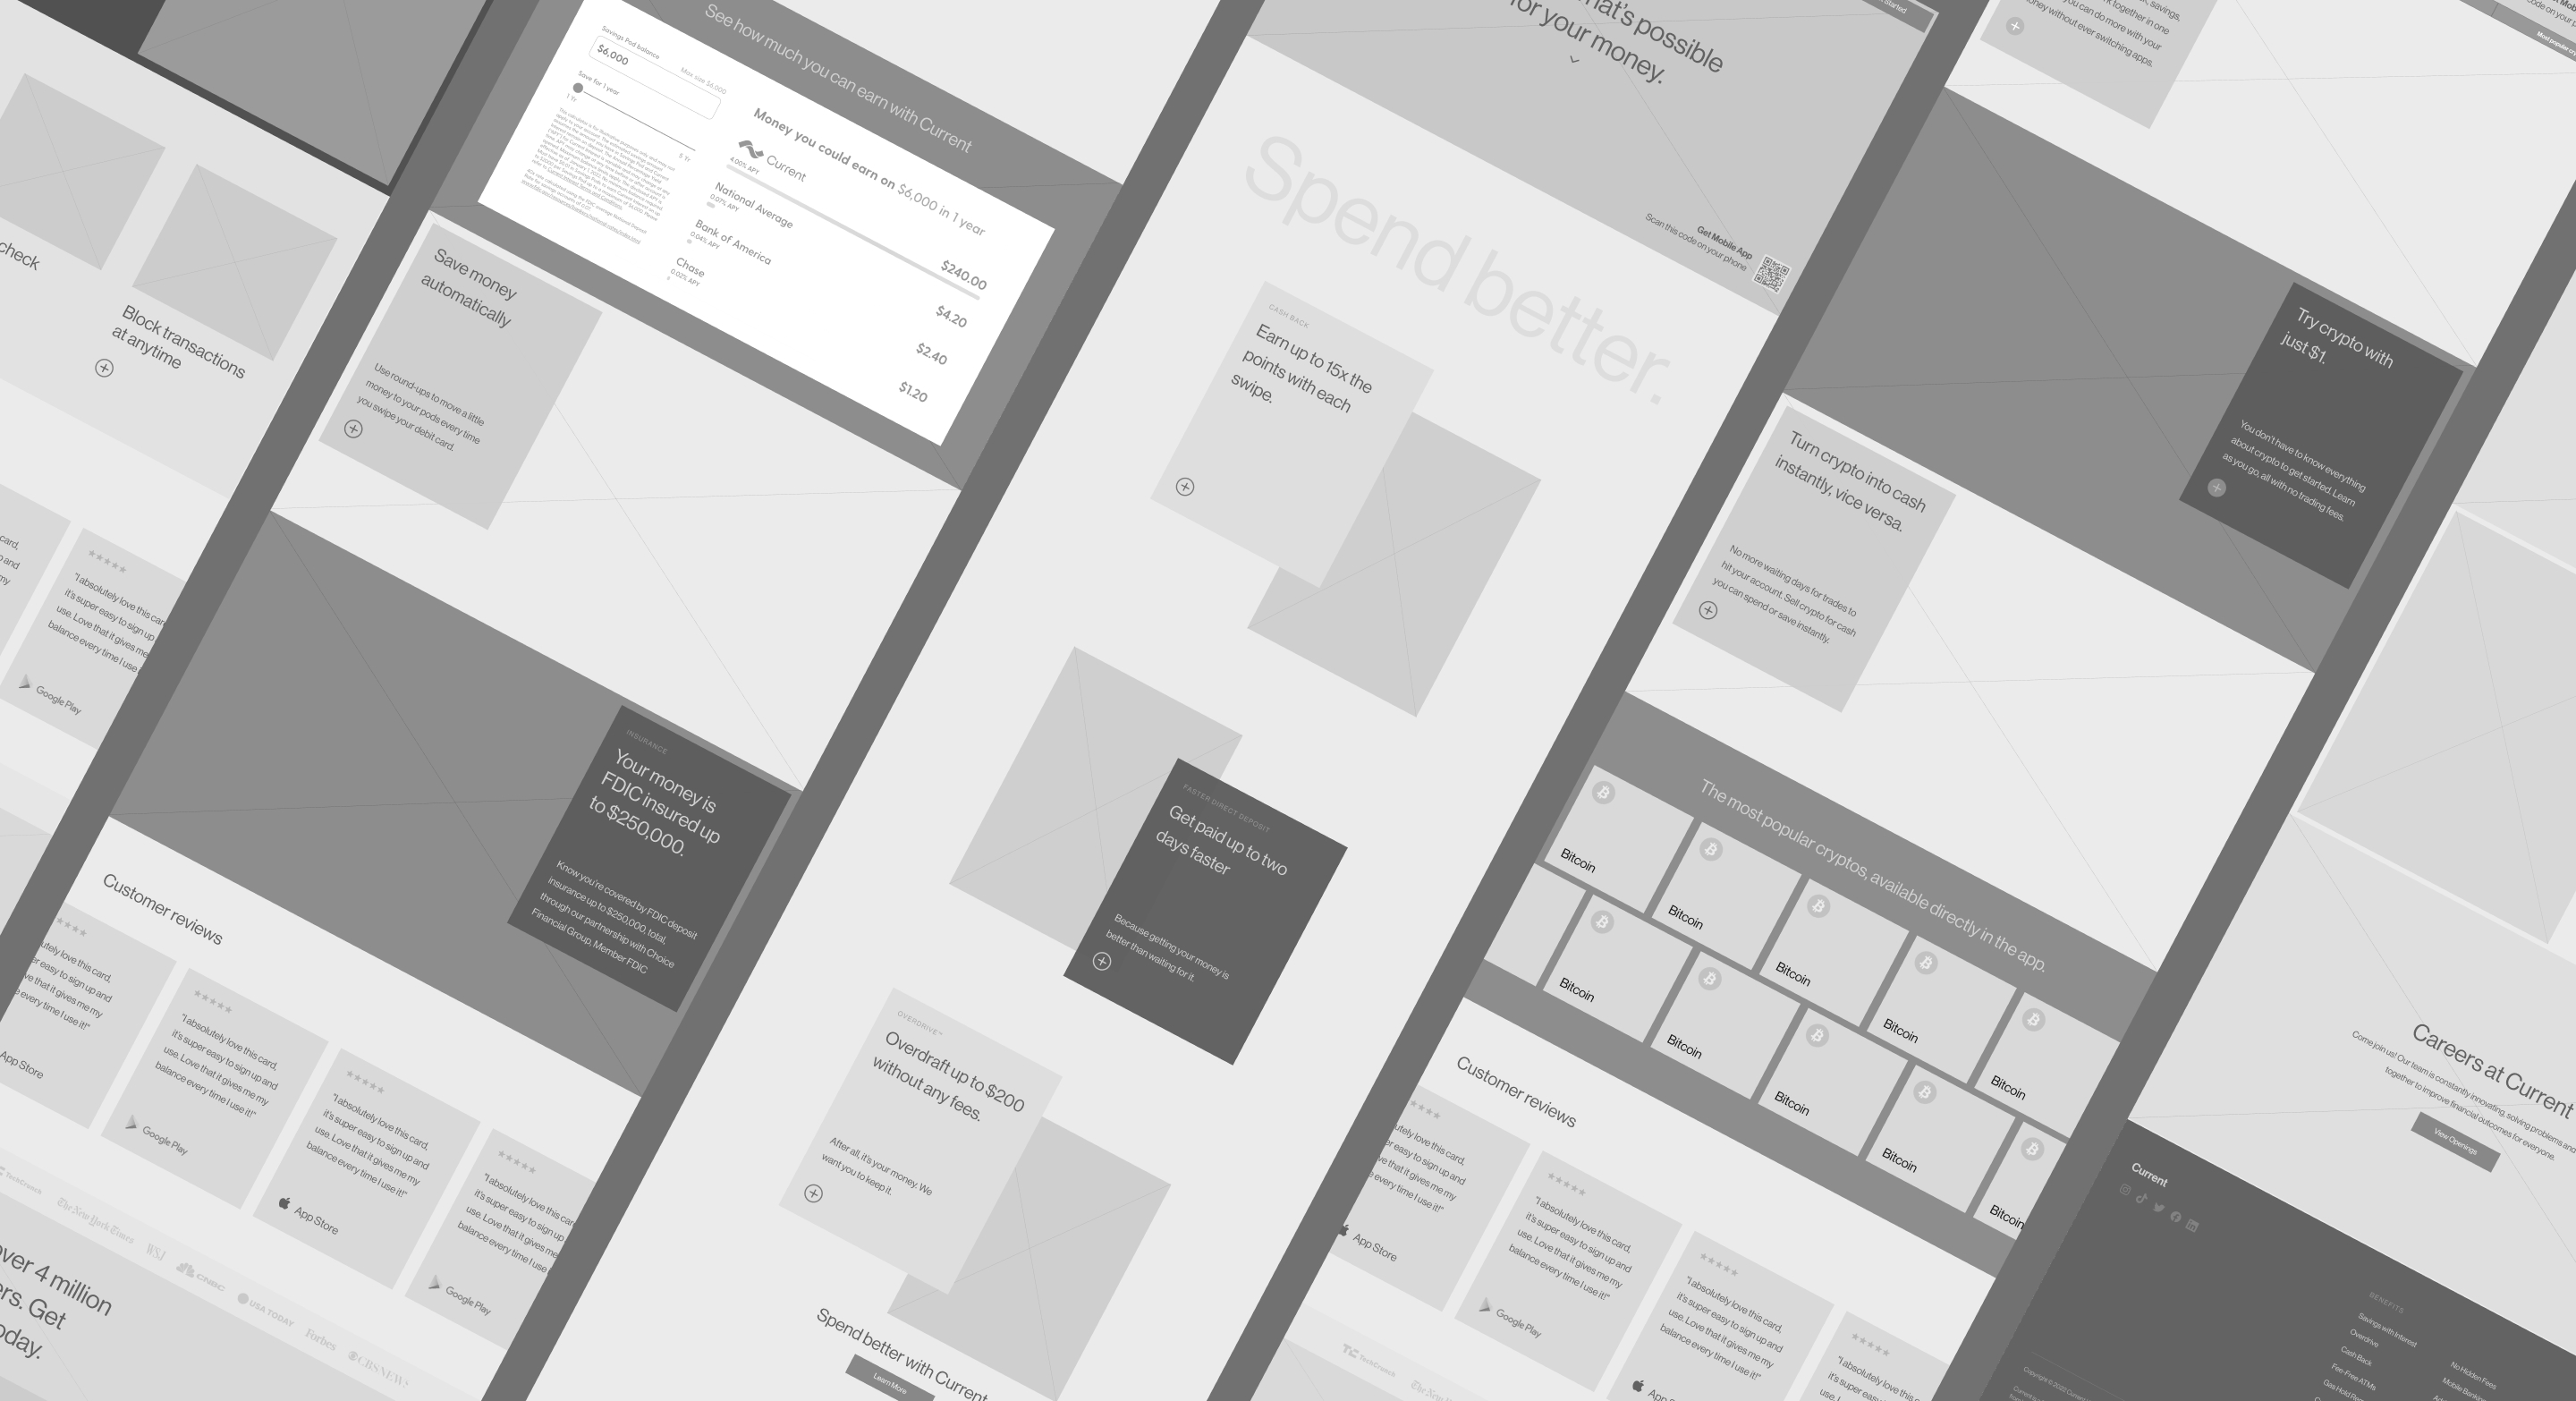 check
Block transactions
at anytime
card,
up and
my
★★★★★
"I absolutely love this card,
it's super easy to sign up
use. Love that it gives me
balance every time I use
Google Play
See how much you can earn with Current
Savings Pod balance
Max size $6,000
$6,000
Save for 1 year
1 Yr
5 Yr
Money you could earn on $6,000 in 1 year
Current
4.00% APY
$240.00
National Average
0.07% APY
$4.20
Bank of America
0.04% APY
$2.40
Chase
0.02% APY
$1.20
Save money
automatically
Use round-ups to move a little
money to your pods every time
you swipe your debit card.
INSURANCE
Your money is
FDIC insured up
to $250,000.
Know you're covered by FDIC deposit
insurance up to $250,000, total,
through our partnership with Choice
Financial Group, Member FDIC
Customer reviews
★★★★
love this card,
easy to sign up and
that it gives me my
every time I use it!"
App Store
★★★★★
"I absolutely love this card,
it's super easy to sign up and
use. Love that it gives me my
balance every time I use it!"
Google Play
★★★★★
"I absolutely love this card,
it's super easy to sign up and
use. Love that it gives me my
balance every time I use it!"
App Store
★★★★★
"I absolutely love this card,
it's super easy to sign up
use. Love that it gives me
balance every time I use
Google Play
TechCrunch
The New York Times
WSJ
CNBC
USA TODAY
Forbes
CBS NEWS
over 4 million
Get
what's possible
for your money.
Get Mobile App
Scan this code on your phone
Spend better.
CASH BACK
Earn up to 15x the
points with each
swipe.
FASTER DIRECT DEPOSIT
Get paid up to two
days faster
Because getting your money is
better than waiting for it.
OVERDRIVE™
Overdraft up to $200
without any fees.
After all, it's your money. We
want you to keep it.
Spend better with Current
Learn More
savings,
together in one
you can do more with your
money without ever switching apps.
Try crypto with
just $1.
You don't have to know everything
about crypto to get started. Learn
as you go, all with no trading fees.
Turn crypto into cash
instantly, vice versa.
No more waiting days for trades to
hit your account. Sell crypto for cash
you can spend or save instantly.
The most popular cryptos, available directly in the app.
Bitcoin
Bitcoin
Bitcoin
Bitcoin
Bitcoin
Bitcoin
Bitcoin
Bitcoin
Bitcoin
Bitcoin
Customer reviews
★★★★
love this card,
easy to sign up and
that it gives me my
every time I use it!"
App Store
★★★★★
"I absolutely love this card,
it's super easy to sign up and
use. Love that it gives me my
balance every time I use it!"
Google Play
★★★★★
"I absolutely love this card,
it's super easy to sign up and
use. Love that it gives me my
balance every time I use it!"
App
★★★★★
"I absolutely love this
it's super easy to
use. Love
TechCrunch
The New
Get Mob
code on your
Most popular
Careers at Current
Come join us! Our team is constantly innovating, solving problems and
together to improve financial outcomes for everyone.
View Openings
Current
BENEFITS
Savings with Interest
Overdrive
Cash Back
Fee-Free ATMs
No Hidden Fees
Mobile Banking